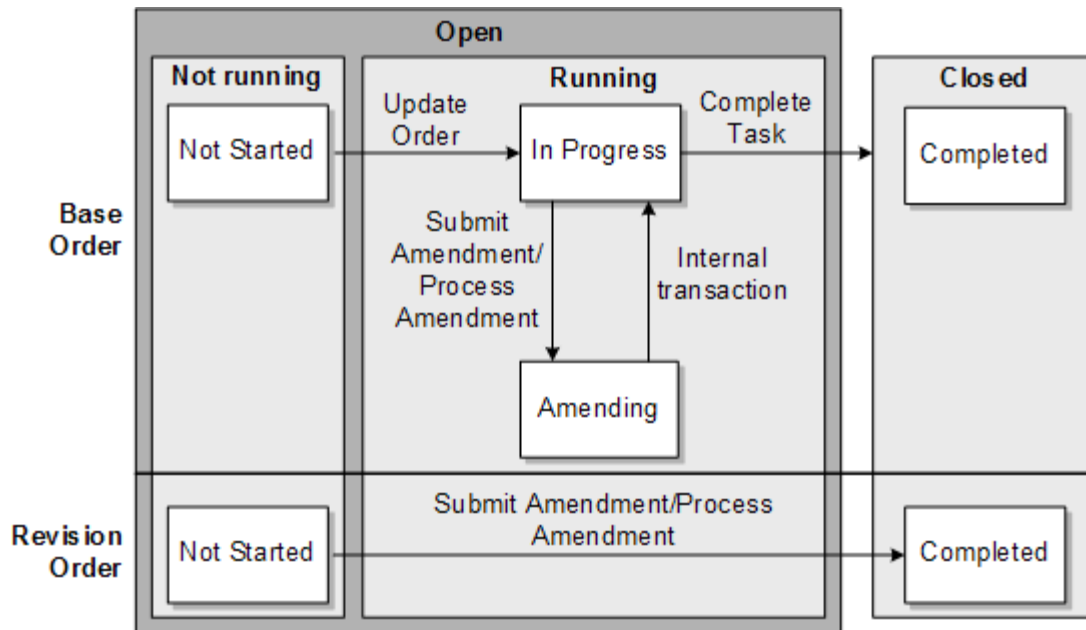 Open
Not running
Running
Closed
Not Started
Update
Order
In Progress
Complete
Task
Completed
Base
Order
Submit
Amendment/
Process
Amendment
Internal
transaction
Amending
Revision
Order
Not Started
Submit Amendment/Process
Amendment
Completed